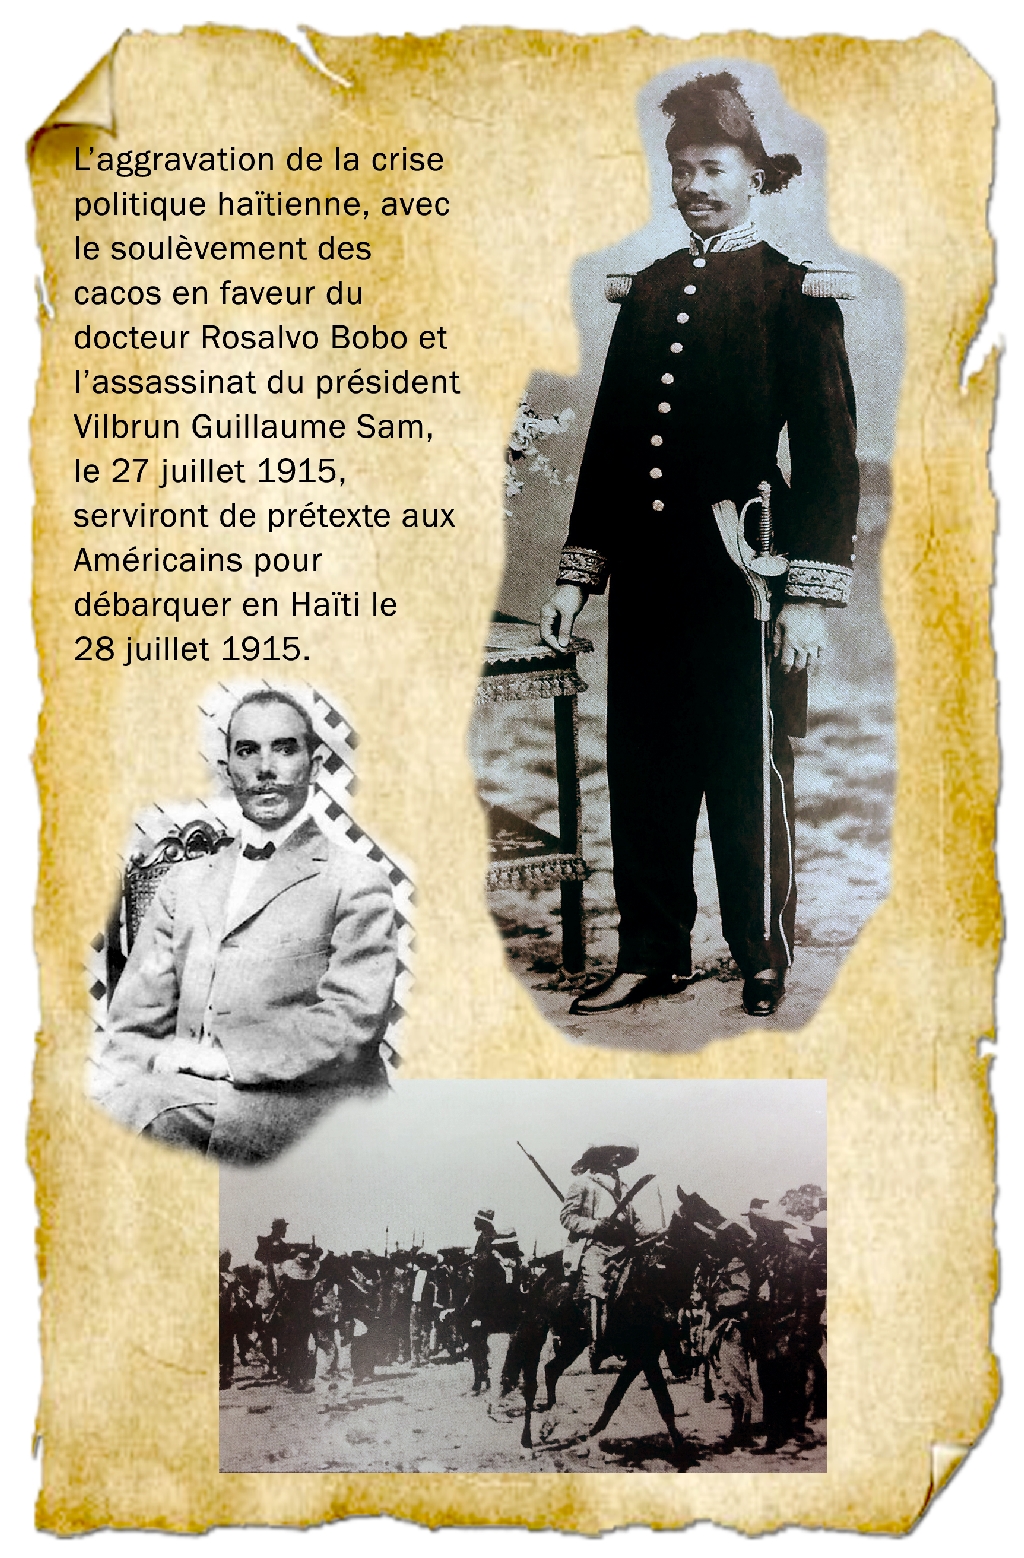 L’aggravation de la crise
politique haïtienne, avec
le soulèvement des
cacos en faveur du
docteur Rosalvo Bobo et
l’assassinat du président
Vilbrun Guillaume Sam,
le 27 juillet 1915,
serviront de prétexte aux
Américains pour
débarquer en Haïti le
28 juillet 1915.